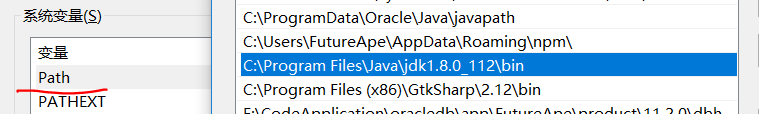 系统变量(S)
变量
Path
PATHEXT
C:\ProgramData\Oracle\Java\javapath
C:\Users\FutureApe\AppData\Roaming\npm\
C:\Program Files\Java\jdk1.8.0_112\bin
C:\Program Files (x86)\GtkSharp\2.12\bin
E:\CodeApplication\oracledb\app\FutureApe\product\11.2.0\dbh